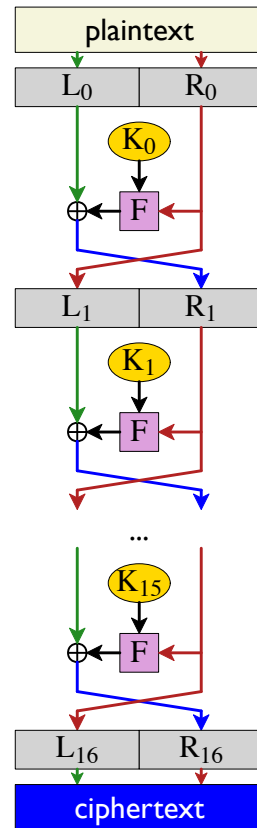 plaintext
L₀ R₀
K₀
F
L₁ R₁
K₁
F
...
K₁₅
F
L₁₆ R₁₆
ciphertext